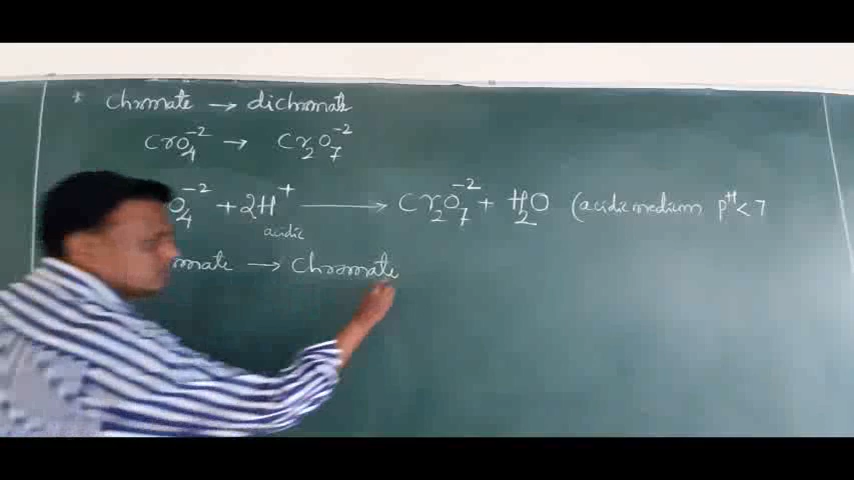 * Chromate → dichromate
CrO₄⁻² → Cr₂O₇⁻²
O₄⁻² + 2H⁺ → Cr₂O₇⁻² + H₂O (acidic medium pᴴ < 7
acidic
mate → Chromate